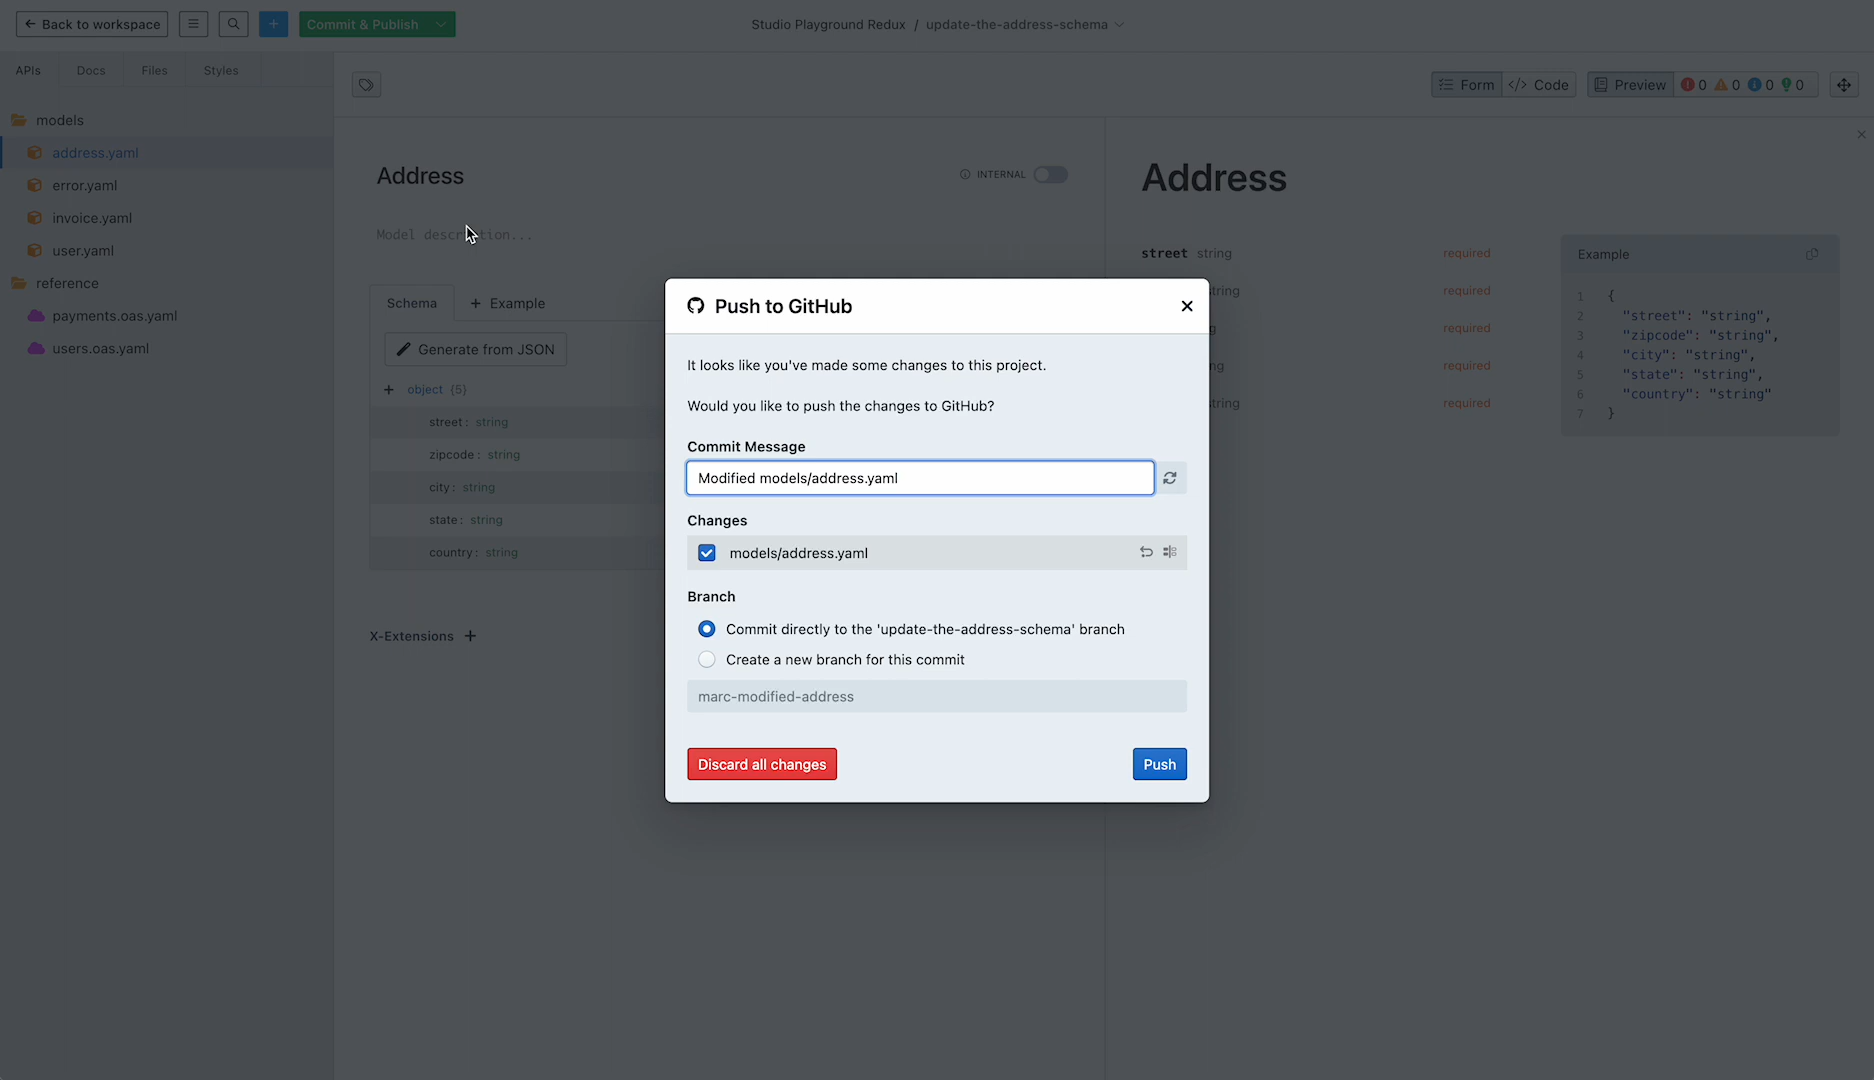 Back to workspace
Commit & Publish
Studio Playground Redux / update-the-address-schema
APIs Docs Files Styles
Form </> Code Preview 0 0 0 0
models
address.yaml
error.yaml
invoice.yaml
user.yaml
reference
payments.oas.yaml
users.oas.yaml
Address
INTERNAL
Model description...
Schema + Example
Generate from JSON
+ object {5}
street: string
zipcode: string
city: string
state: string
country: string
X-Extensions +
Push to GitHub
It looks like you've made some changes to this project.
Would you like to push the changes to GitHub?
Commit Message
Modified models/address.yaml
Changes
models/address.yaml
Branch
Commit directly to the 'update-the-address-schema' branch
Create a new branch for this commit
marc-modified-address
Discard all changes
Push
Address
street string required
required
required
required
required
Example
1 {
2 "street": "string",
3 "zipcode": "string",
4 "city": "string",
5 "state": "string",
6 "country": "string"
7 }